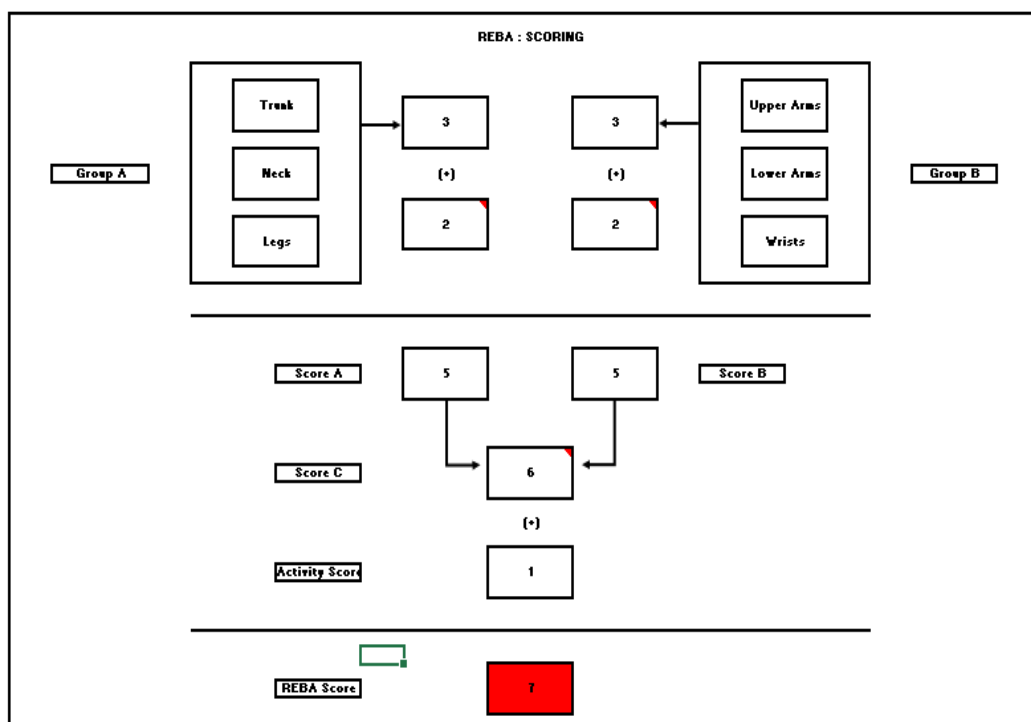 REBA : SCORING
Trunk
3
3
Upper Arms
Group A
Neck
(+)
(+)
Lower Arms
Group B
Legs
2
2
Wrists
Score A
5
5
Score B
Score C
6
(+)
Activity Score
1
REBA Score
7